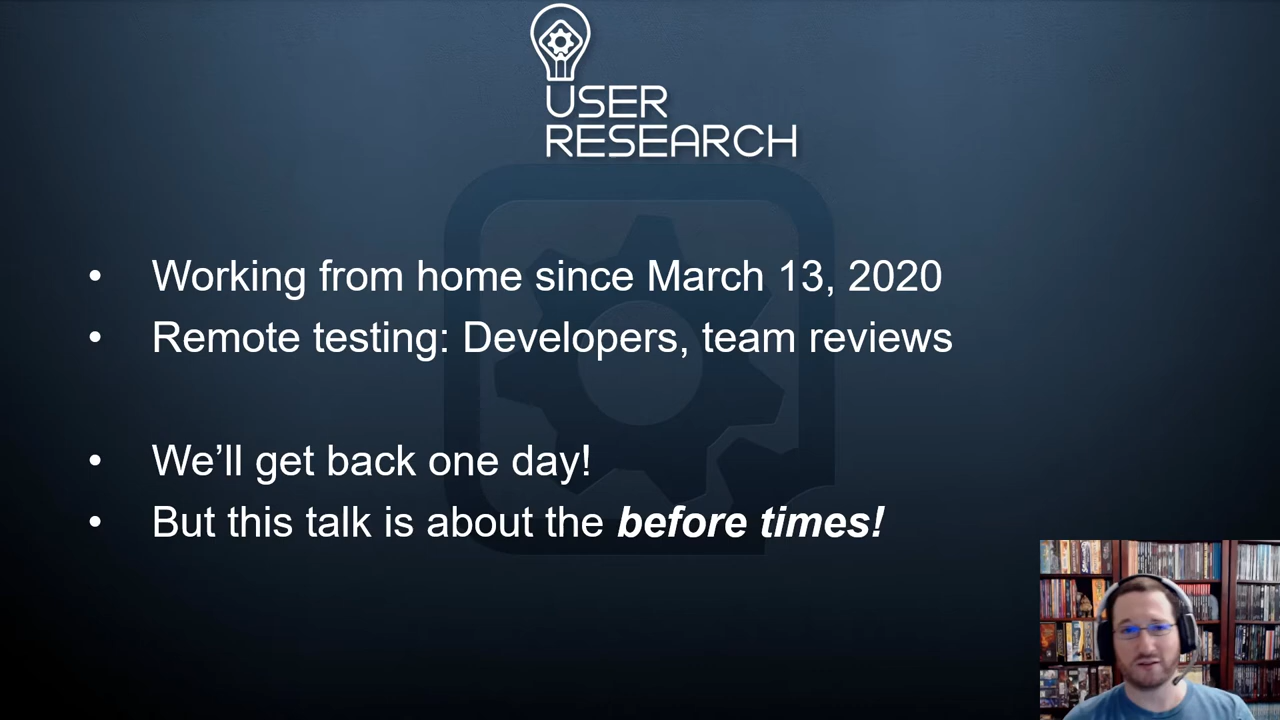 USER
RESEARCH
• Working from home since March 13, 2020
• Remote testing: Developers, team reviews
• We’ll get back one day!
• But this talk is about the before times!